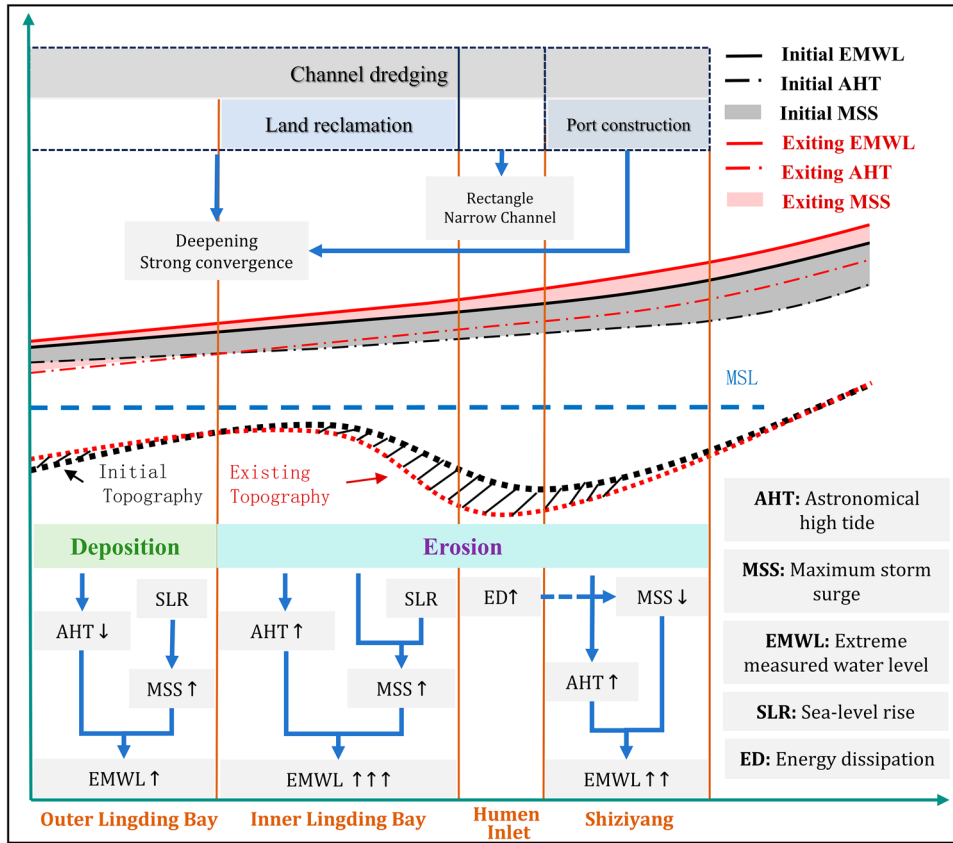 Channel dredging
Land reclamation
Port construction
Initial EMWL
Initial AHT
Initial MSS
Exiting EMWL
Exiting AHT
Exiting MSS
Rectangle
Narrow Channel
Deepening
Strong convergence
MSL
Initial
Topography
Existing
Topography
Deposition
Erosion
SLR
AHT↓
MSS↑
EMWL↑
SLR
AHT↑
MSS↑
EMWL ↑↑↑
ED↑
MSS↓
AHT↑
EMWL↑↑
AHT: Astronomical
high tide
MSS: Maximum storm
surge
EMWL: Extreme
measured water level
SLR: Sea-level rise
ED: Energy dissipation
Outer Lingding Bay
Inner Lingding Bay
Humen
Inlet
Shiziyang